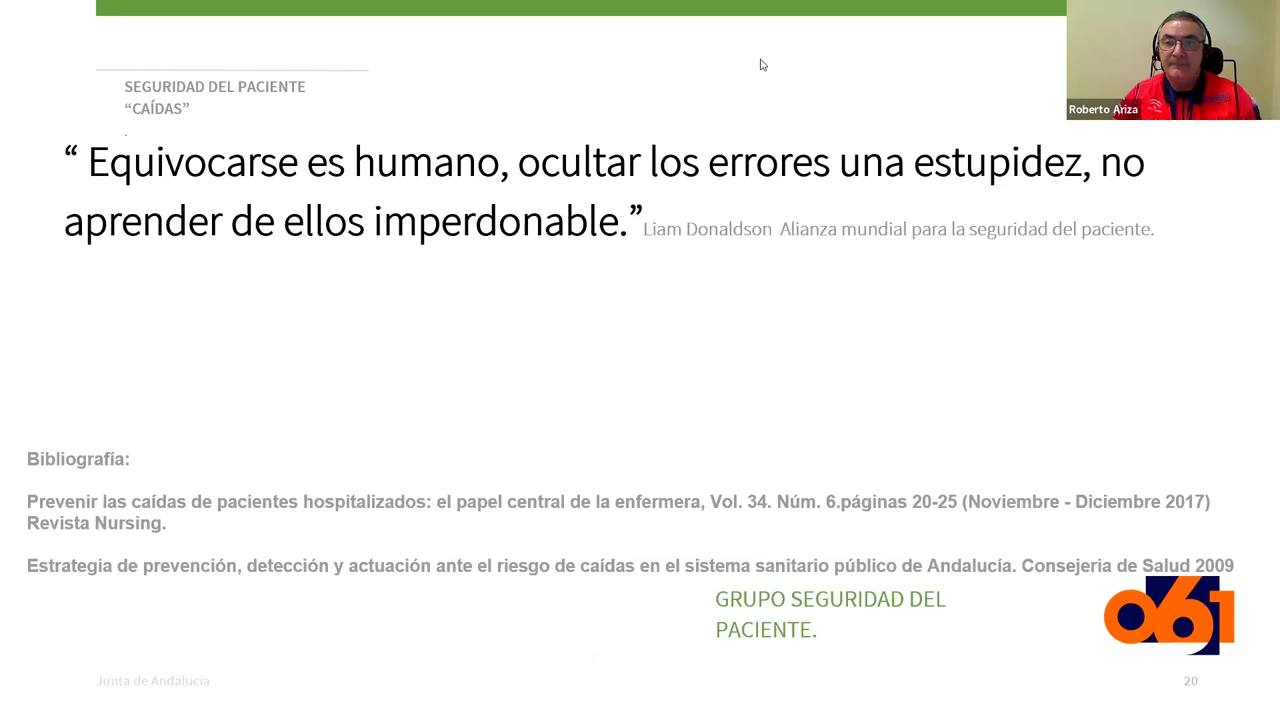 Roberto Ariza
SEGURIDAD DEL PACIENTE
“CAÍDAS”
.
“ Equivocarse es humano, ocultar los errores una estupidez, no
aprender de ellos imperdonable.” Liam Donaldson Alianza mundial para la seguridad del paciente.
Bibliografía:
Prevenir las caídas de pacientes hospitalizados: el papel central de la enfermera, Vol. 34. Núm. 6.páginas 20-25 (Noviembre - Diciembre 2017)
Revista Nursing.
Estrategia de prevención, detección y actuación ante el riesgo de caídas en el sistema sanitario público de Andalucía. Consejeria de Salud 2009
GRUPO SEGURIDAD DEL
PACIENTE.
061
Junta de Andalucía
20